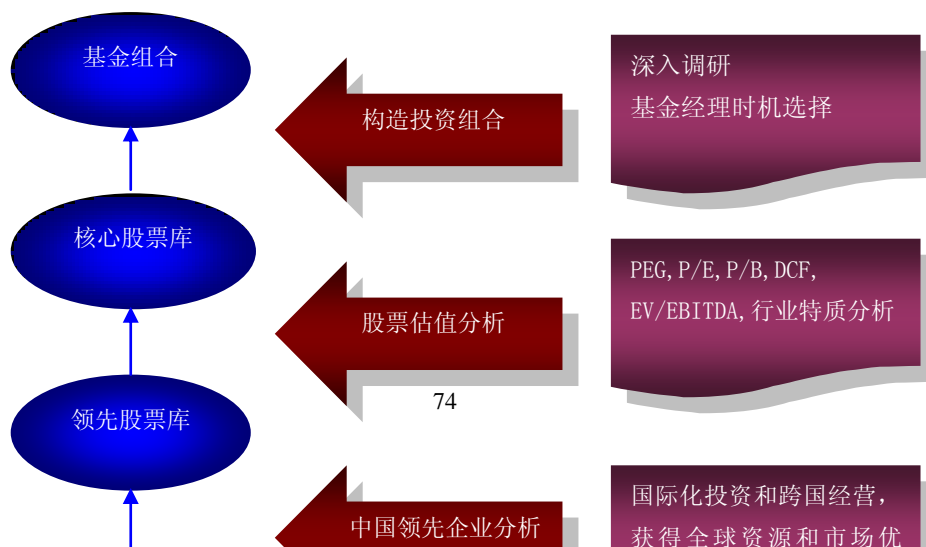 基金组合
构造投资组合
深入调研
基金经理时机选择
核心股票库
股票估值分析
PEG,P/E,P/B,DCF,
EV/EBITDA,行业特质分析
74
领先股票库
中国领先企业分析
国际化投资和跨国经营，
获得全球资源和市场优